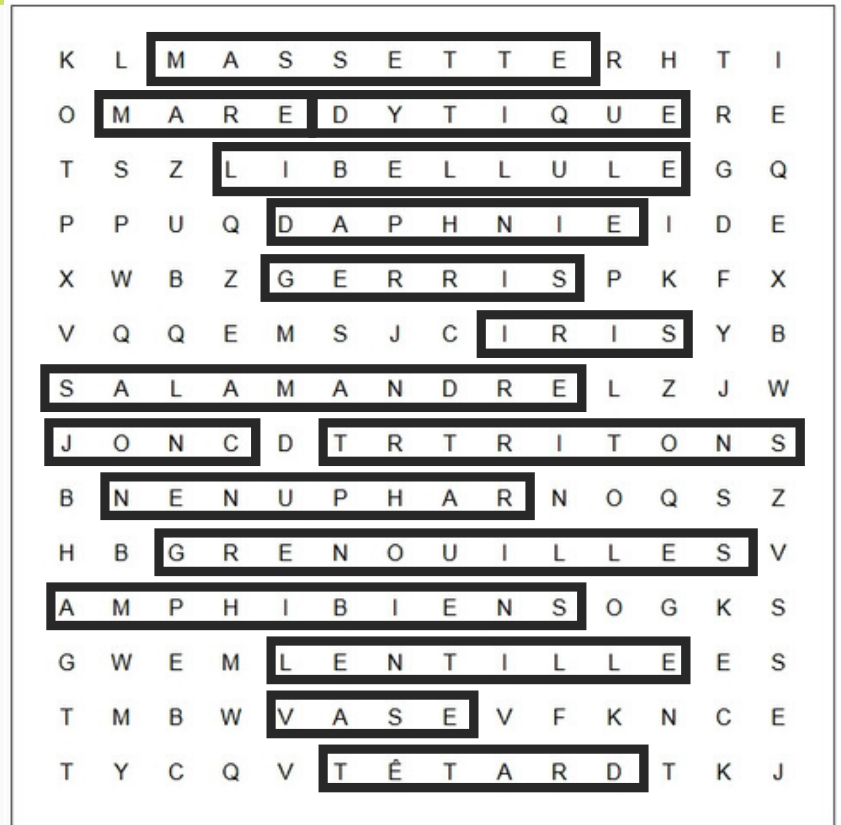 K L M A S S E T T E R H T I
O M A R E D Y T I Q U E R E
T S Z L I B E L L U L E G Q
P P U Q D A P H N I E I D E
X W B Z G E R R I S P K F X
V Q Q E M S J C I R I S Y B
S A L A M A N D R E L Z J W
J O N C D T R T R I T O N S
B N E N U P H A R N O Q S Z
H B G R E N O U I L L E S V
A M P H I B I E N S O G K S
G W E M L E N T I L L E E S
T M B W V A S E V F K N C E
T Y C Q V T Ê T A R D T K J